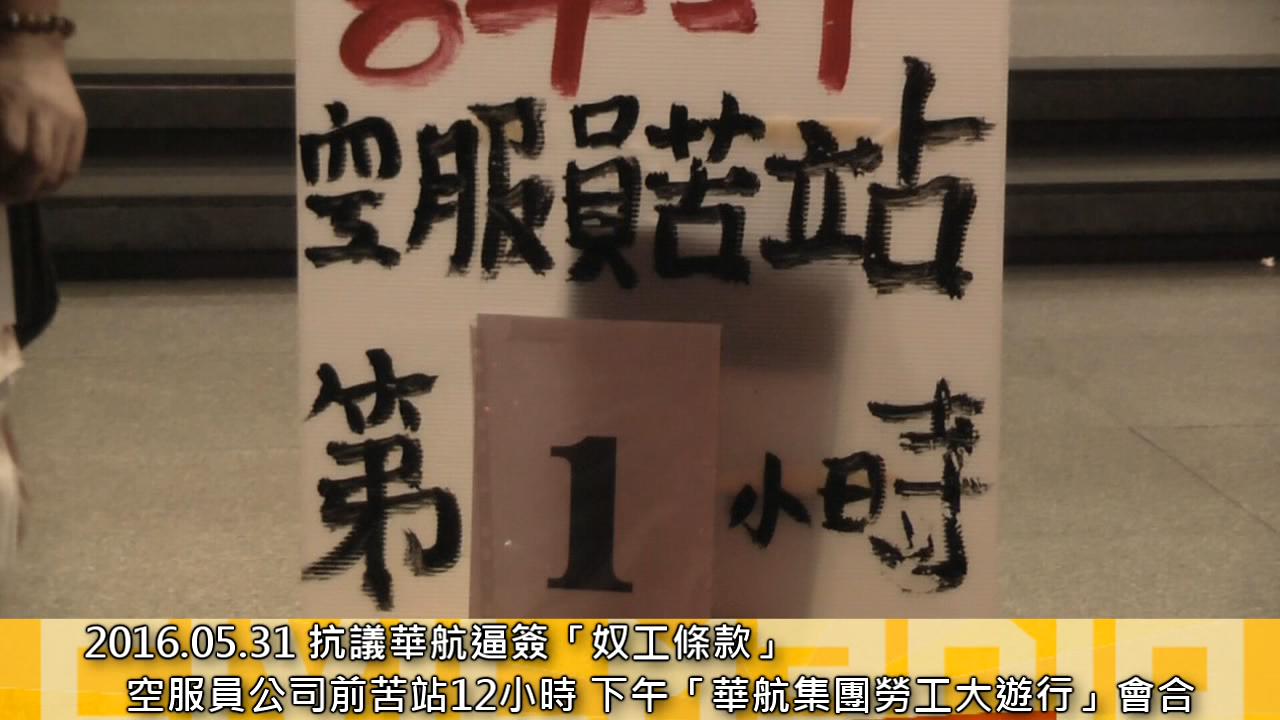 空服員苦站
第1小時
2016.05.31 抗議華航逼簽「奴工條款」
空服員公司前苦站12小時 下午「華航集團勞工大遊行」會合